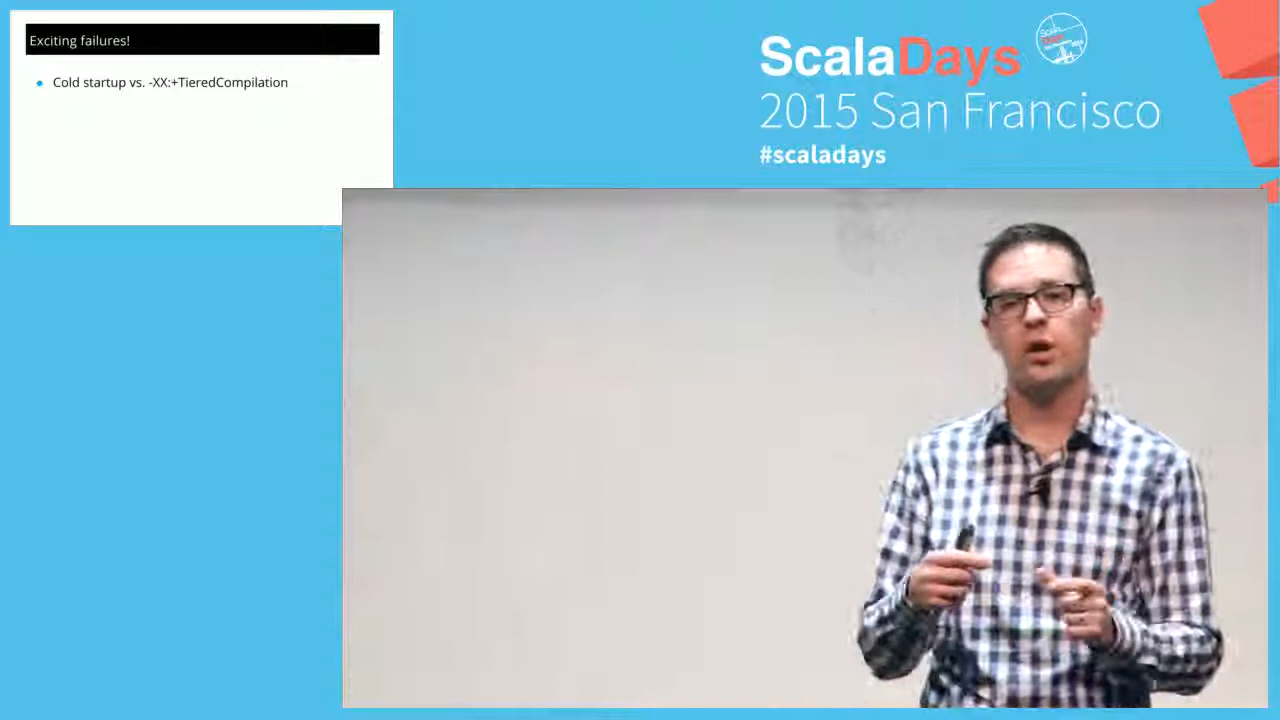 Exciting failures!
Cold startup vs. -XX:+TieredCompilation
ScalaDays
2015 San Francisco
#scaladays